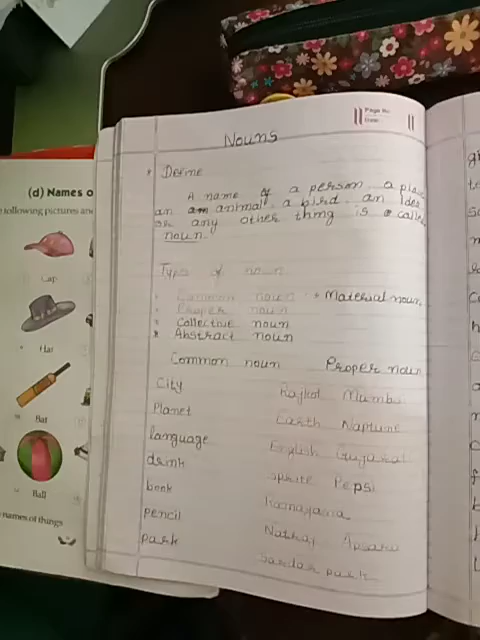 (d) Names o
following pictures and
Cap
Hat
Bat
Ball
names of things
Page No.
Date
Nouns
* Define
A name of a person, a place
an animal, a bird, an idea
or any other thing is called
noun.
Types of noun
* Common noun * Material noun
* Proper noun
* Collective noun
* Abstract noun
Common noun Proper noun
City Rajkot Mumbai
Planet Earth Naptune
language English Gujarati
drink sprite Pepsi
book Ramayana
pencil Natraj Apsara
park Sardar park